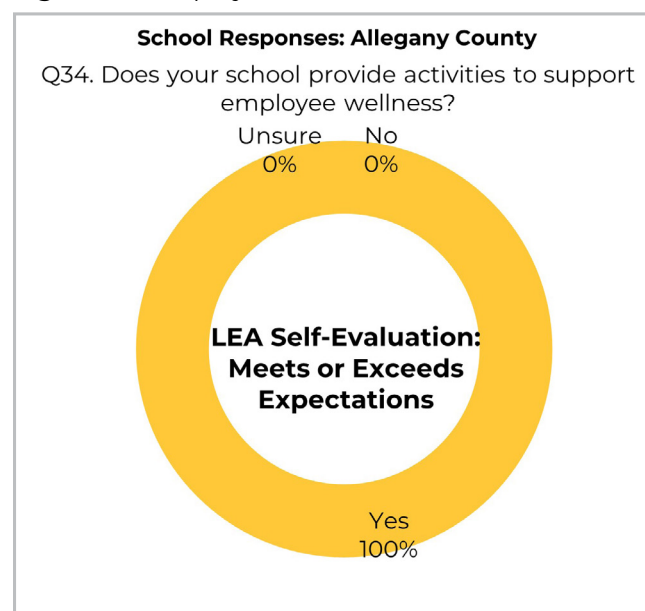 School Responses: Allegany County
Q34. Does your school provide activities to support
employee wellness?
Unsure
0%
No
0%
LEA Self-Evaluation:
Meets or Exceeds
Expectations
Yes
100%